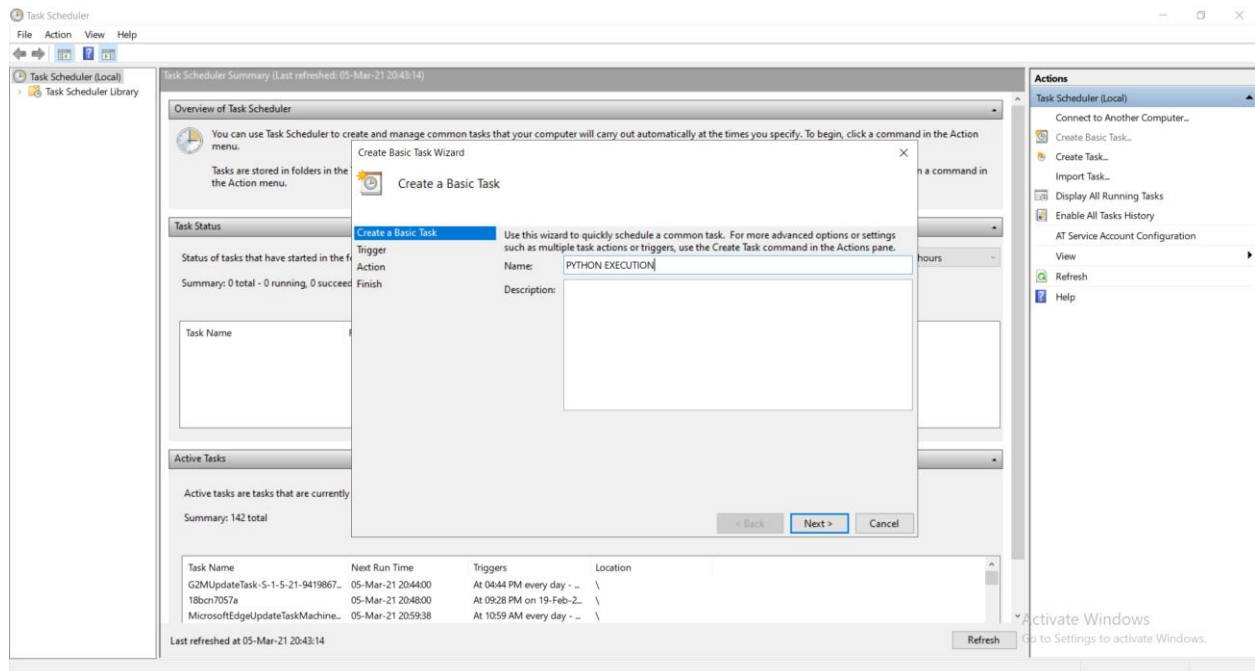 Task Scheduler
File Action View Help
Task Scheduler (Local)
Task Scheduler Library
Task Scheduler Summary (Last refreshed: 05-Mar-21 20:43:14)
Overview of Task Scheduler
You can use Task Scheduler to create and manage common tasks that your computer will carry out automatically at the times you specify. To begin, click a command in the Action
menu.
Tasks are stored in folders in the
n a command in
the Action menu.
Task Status
Status of tasks that have started in the f
hours
Summary: 0 total - 0 running, 0 succeed
Task Name
Active Tasks
Active tasks are tasks that are currently
Summary: 142 total
Task Name Next Run Time Triggers Location
G2MUpdateTask-S-1-5-21-9419867... 05-Mar-21 20:44:00 At 04:44 PM every day - ... \
18bcn7057a 05-Mar-21 20:48:00 At 09:28 PM on 19-Feb-2... \
MicrosoftEdgeUpdateTaskMachine... 05-Mar-21 20:59:38 At 10:59 AM every day - ... \
Last refreshed at 05-Mar-21 20:43:14
Refresh
Create Basic Task Wizard
Create a Basic Task
Create a Basic Task
Trigger
Action
Finish
Use this wizard to quickly schedule a common task. For more advanced options or settings
such as multiple task actions or triggers, use the Create Task command in the Actions pane.
Name: PYTHON EXECUTION
Description:
< Back Next > Cancel
Actions
Task Scheduler (Local)
Connect to Another Computer...
Create Basic Task...
Create Task...
Import Task...
Display All Running Tasks
Enable All Tasks History
AT Service Account Configuration
View
Refresh
Help
Activate Windows
Go to Settings to activate Windows.